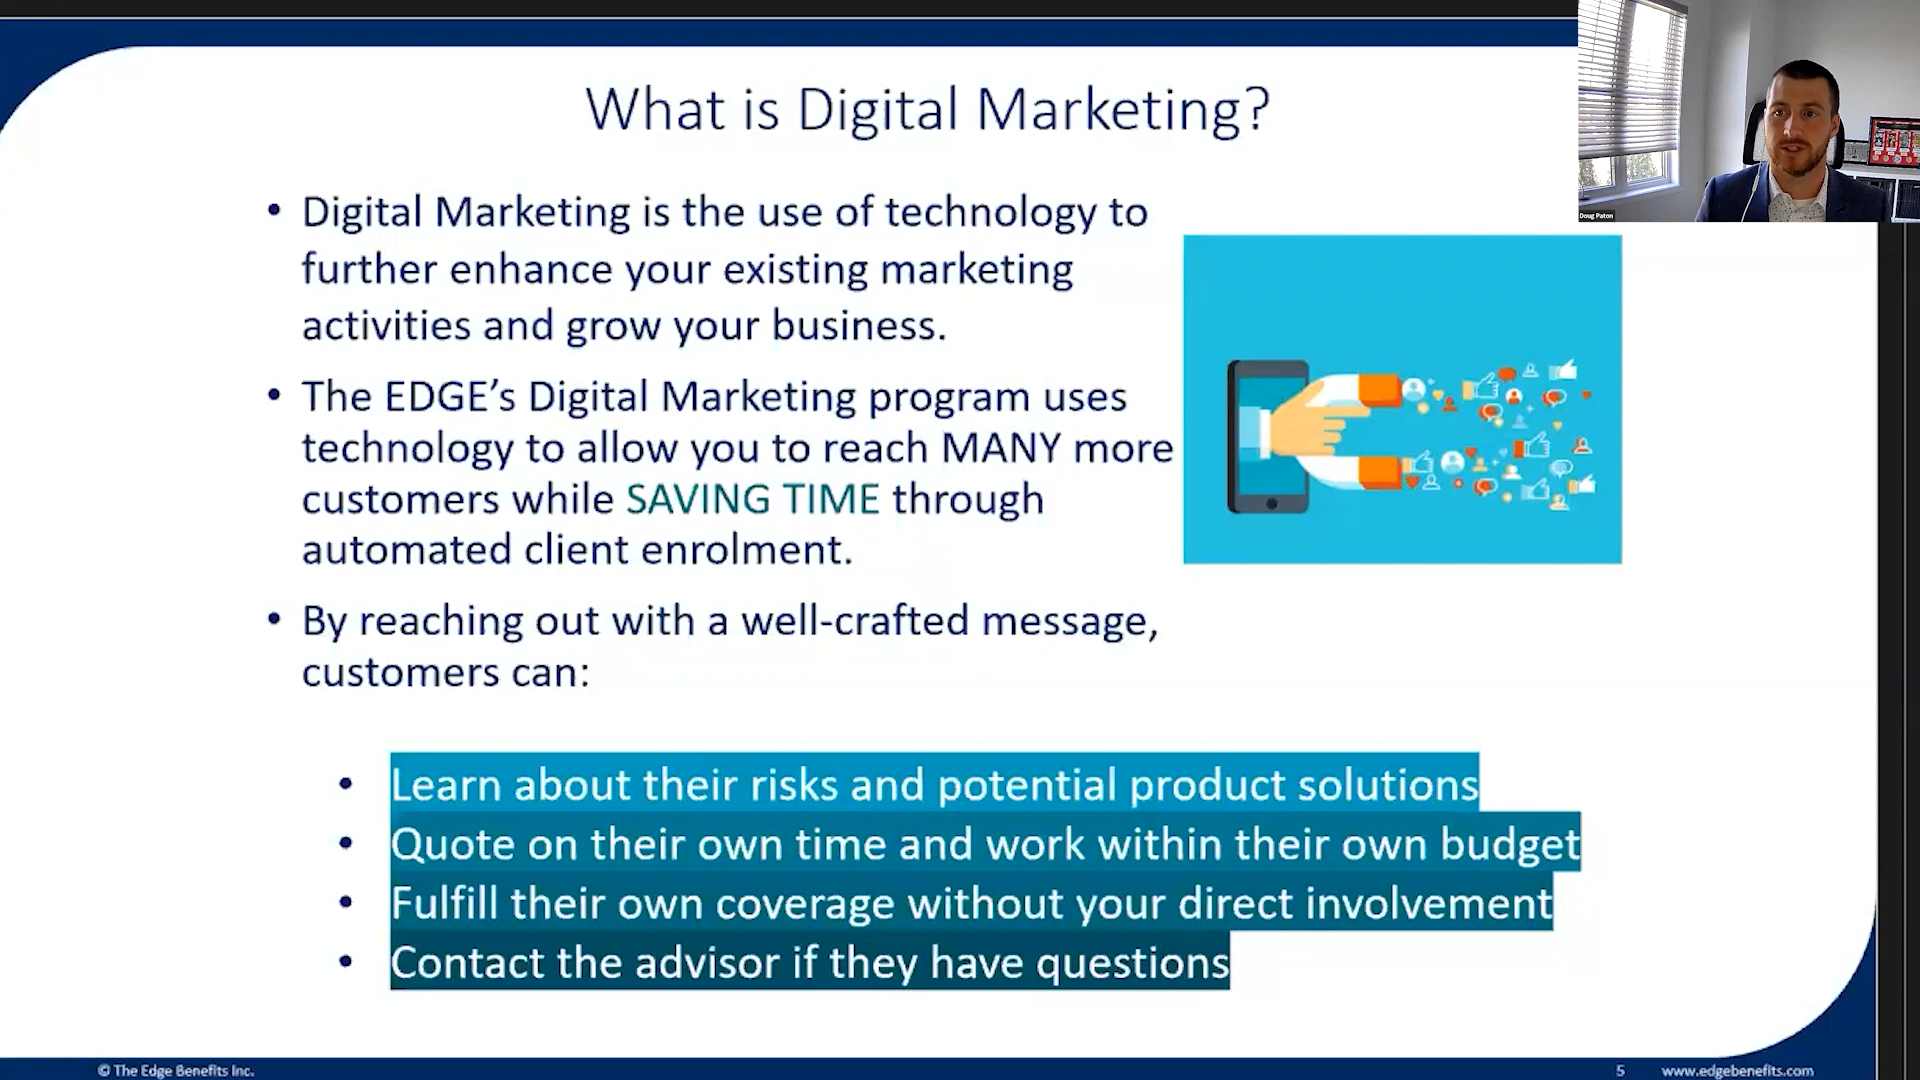 What is Digital Marketing?
Doug Paton
• Digital Marketing is the use of technology to
further enhance your existing marketing
activities and grow your business.
• The EDGE’s Digital Marketing program uses
technology to allow you to reach MANY more
customers while SAVING TIME through
automated client enrolment.
• By reaching out with a well-crafted message,
customers can:
• Learn about their risks and potential product solutions
• Quote on their own time and work within their own budget
• Fulfill their own coverage without your direct involvement
• Contact the advisor if they have questions
© The Edge Benefits Inc.
5
www.edgebenefits.com